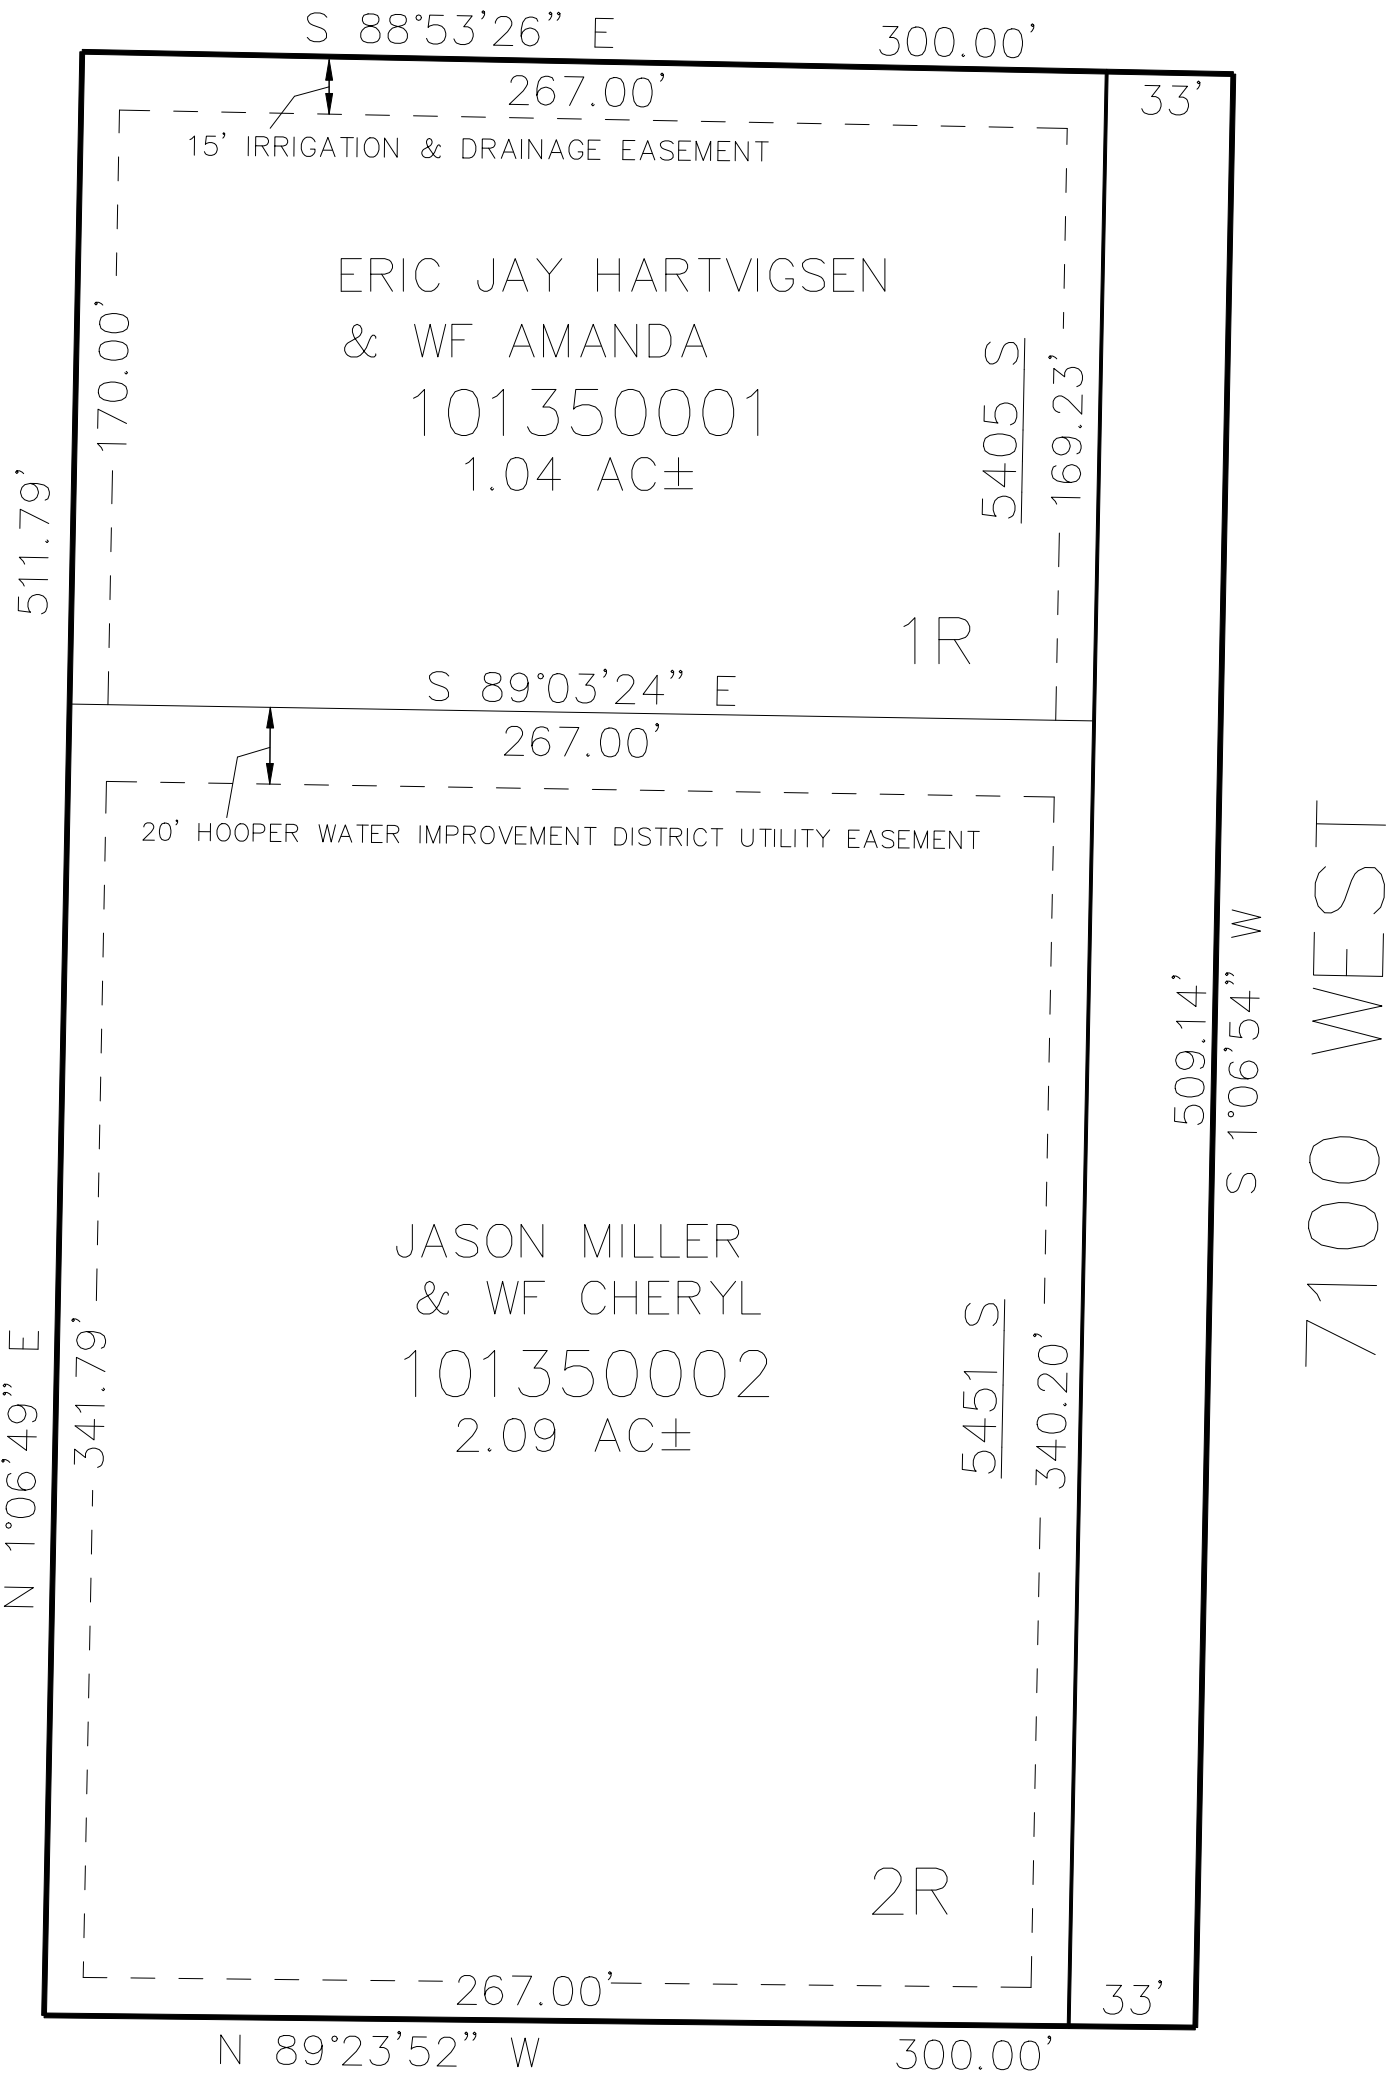 S 88°53'26" E
300.00'
267.00'
33'
15' IRRIGATION & DRAINAGE EASEMENT
ERIC JAY HARTVIGSEN
& WF AMANDA
101350001
1.04 AC±
170.00'
5405 S
169.23'
511.79'
1R
S 89°03'24" E
267.00'
20' HOOPER WATER IMPROVEMENT DISTRICT UTILITY EASEMENT
509.14'
S 1°06'54" W
7100 WEST
JASON MILLER
& WF CHERYL
101350002
2.09 AC±
N 1°06'49" E
341.79'
5451 S
340.20'
2R
267.00'
33'
N 89°23'52" W
300.00'